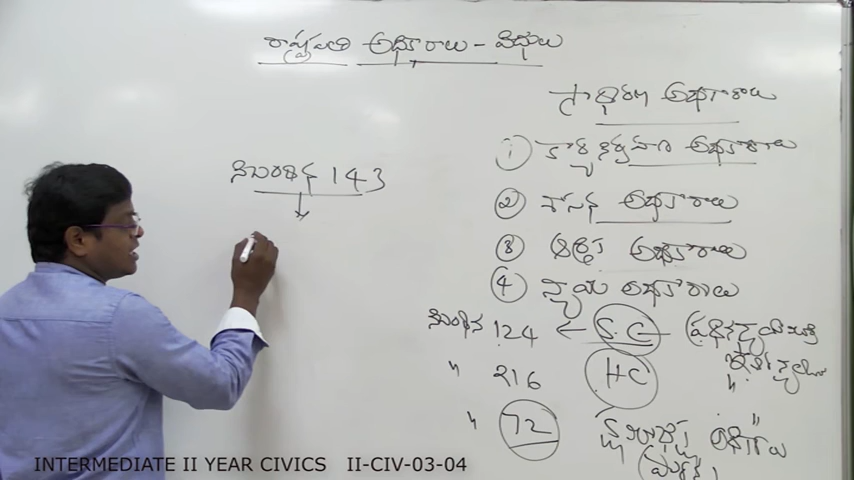 రాష్ట్రపతి అధికారాలు - విధులు
నిబంధన 143
సాధారణ అధికారాలు
1 కార్యనిర్వహణ అధికారాలు
2 శాసన అధికారాలు
3 ఆర్థిక అధికారాలు
4 న్యాయ అధికారాలు
నిబంధన 124 ← S.C
" 216 HC "
" 72 "
INTERMEDIATE II YEAR CIVICS II-CIV-03-04